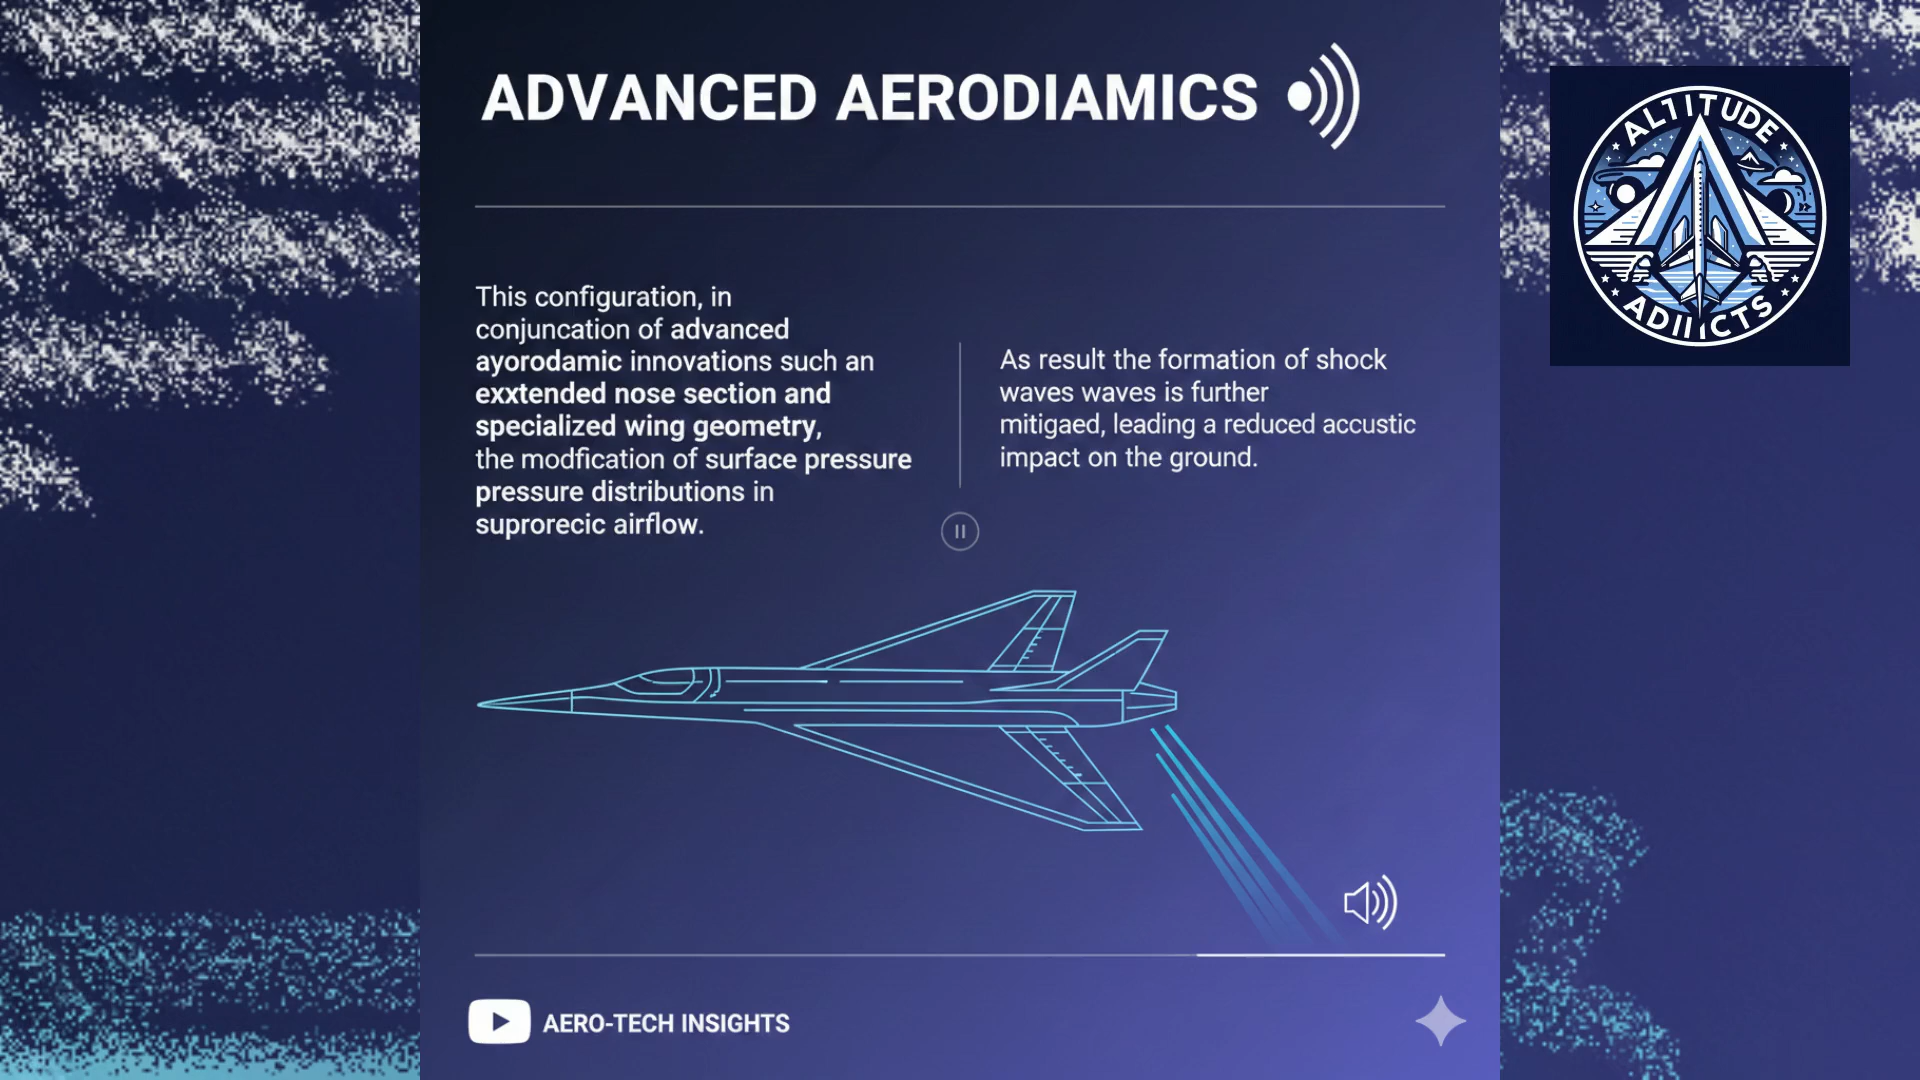 ADVANCED AERODIAMICS
This configuration, in
conjuncation of advanced
ayorodamic innovations such an
exxtended nose section and
specialized wing geometry,
the modfication of surface pressure
pressure distributions in
suprorecic airflow.
As result the formation of shock
waves waves is further
mitigaed, leading a reduced accustic
impact on the ground.
AERO-TECH INSIGHTS
AL1ITUDE
ADIIICTS